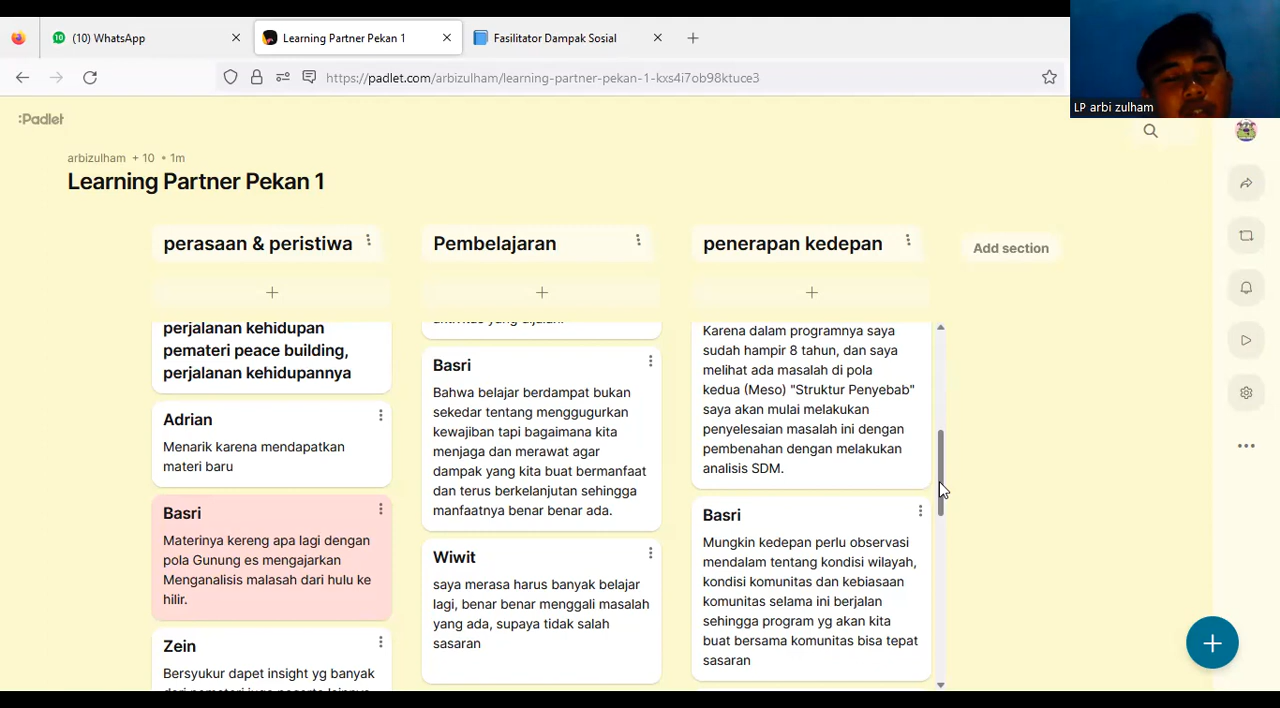 (10) WhatsApp
Learning Partner Pekan 1
Fasilitator Dampak Sosial
https://padlet.com/arbizulham/learning-partner-pekan-1-kxs4i7ob98ktuce3
LP arbi zulham
:Padlet
arbizulham + 10 • 1m
Learning Partner Pekan 1
perasaan & peristiwa
perjalanan kehidupan
pemateri peace building,
perjalanan kehidupannya
Adrian
Menarik karena mendapatkan
materi baru
Basri
Materinya kereng apa lagi dengan
pola Gunung es mengajarkan
Menganalisis malasah dari hulu ke
hilir.
Zein
Bersyukur dapet insight yg banyak
dari pemateri juga peserta lainnya
Pembelajaran
aktivitas yang dijalani.
Basri
Bahwa belajar berdampat bukan
sekedar tentang menggugurkan
kewajiban tapi bagaimana kita
menjaga dan merawat agar
dampak yang kita buat bermanfaat
dan terus berkelanjutan sehingga
manfaatnya benar benar ada.
Wiwit
saya merasa harus banyak belajar
lagi, benar benar menggali masalah
yang ada, supaya tidak salah
sasaran
penerapan kedepan
Karena dalam programnya saya
sudah hampir 8 tahun, dan saya
melihat ada masalah di pola
kedua (Meso) "Struktur Penyebab"
saya akan mulai melakukan
penyelesaian masalah ini dengan
pembenahan dengan melakukan
analisis SDM.
Basri
Mungkin kedepan perlu observasi
mendalam tentang kondisi wilayah,
kondisi komunitas dan kebiasaan
komunitas selama ini berjalan
sehingga program yg akan kita
buat bersama komunitas bisa tepat
sasaran
Add section